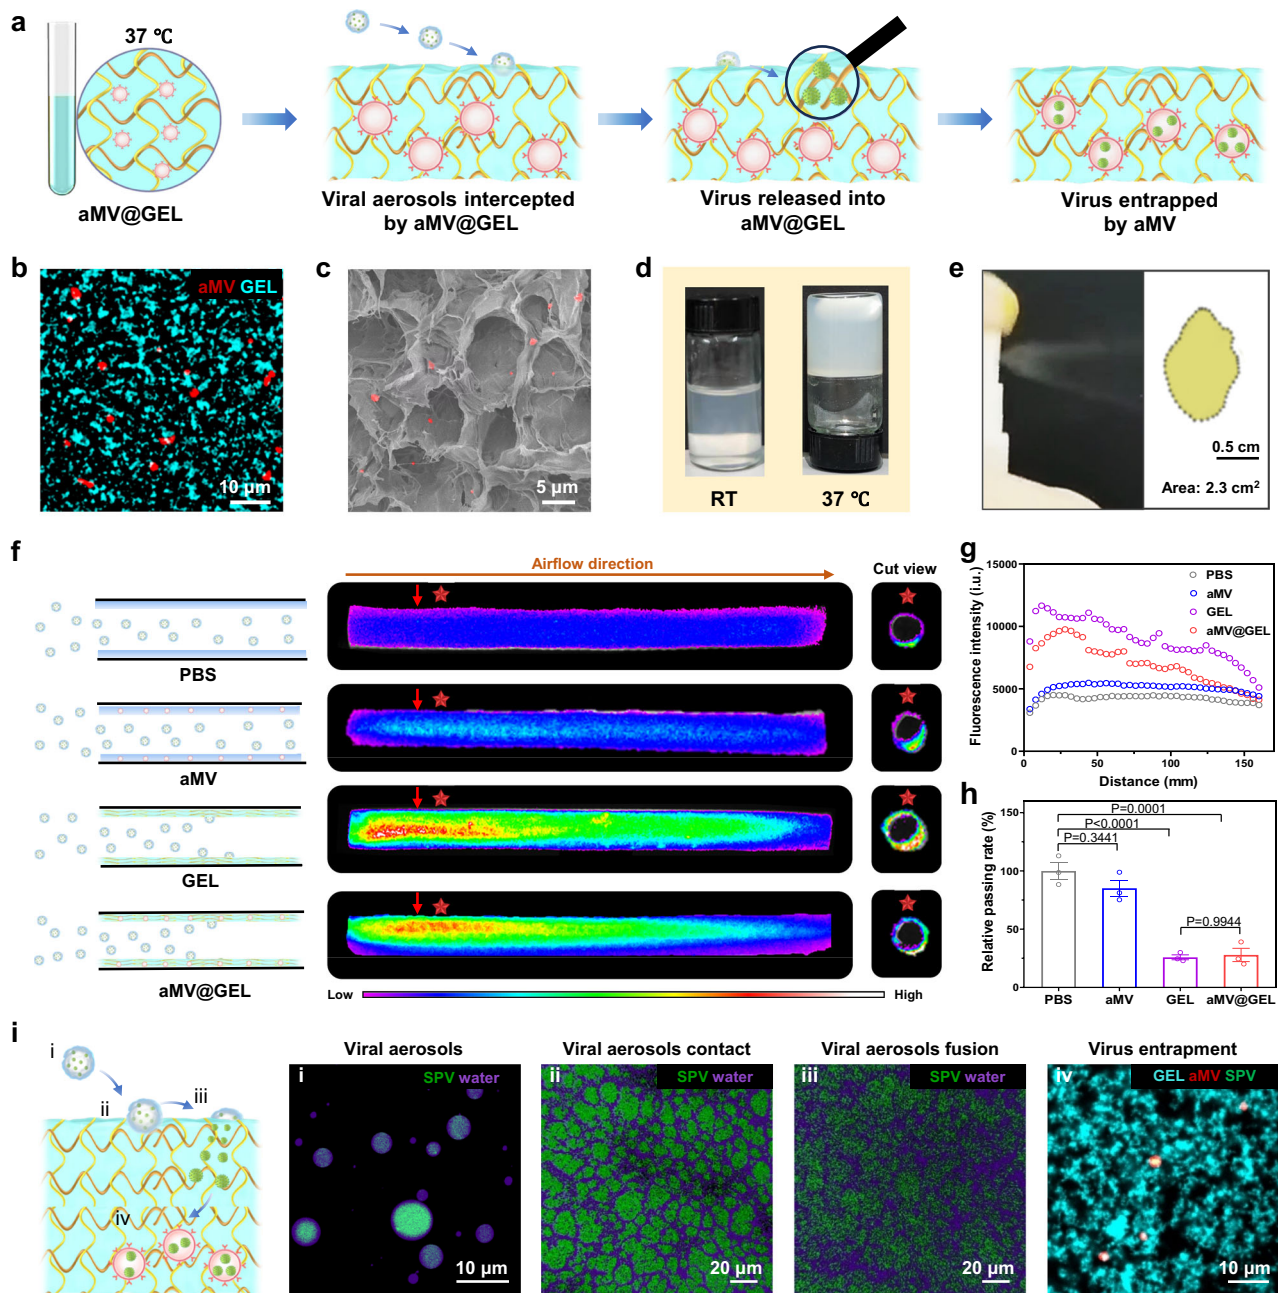 a
37 ℃
aMV@GEL
Viral aerosols intercepted
by aMV@GEL
Virus released into
aMV@GEL
Virus entrapped
by aMV
b
aMV GEL
10 μm
c
5 μm
d
RT
37 ℃
e
0.5 cm
Area: 2.3 cm²
f
Airflow direction
Cut view
PBS
aMV
GEL
aMV@GEL
Low
High
g
Fluorescence intensity (i.u.)
15000
10000
5000
0
PBS
aMV
GEL
aMV@GEL
0
50
100
150
Distance (mm)
h
Relative passing rate (%)
150
100
50
0
P=0.0001
P<0.0001
P=0.3441
P=0.9944
PBS
aMV
GEL
aMV@GEL
i
i
ii
iii
iv
Viral aerosols
i
SPV water
10 μm
Viral aerosols contact
ii
SPV water
20 μm
Viral aerosols fusion
iii
SPV water
20 μm
Virus entrapment
iv
GEL aMV SPV
10 μm